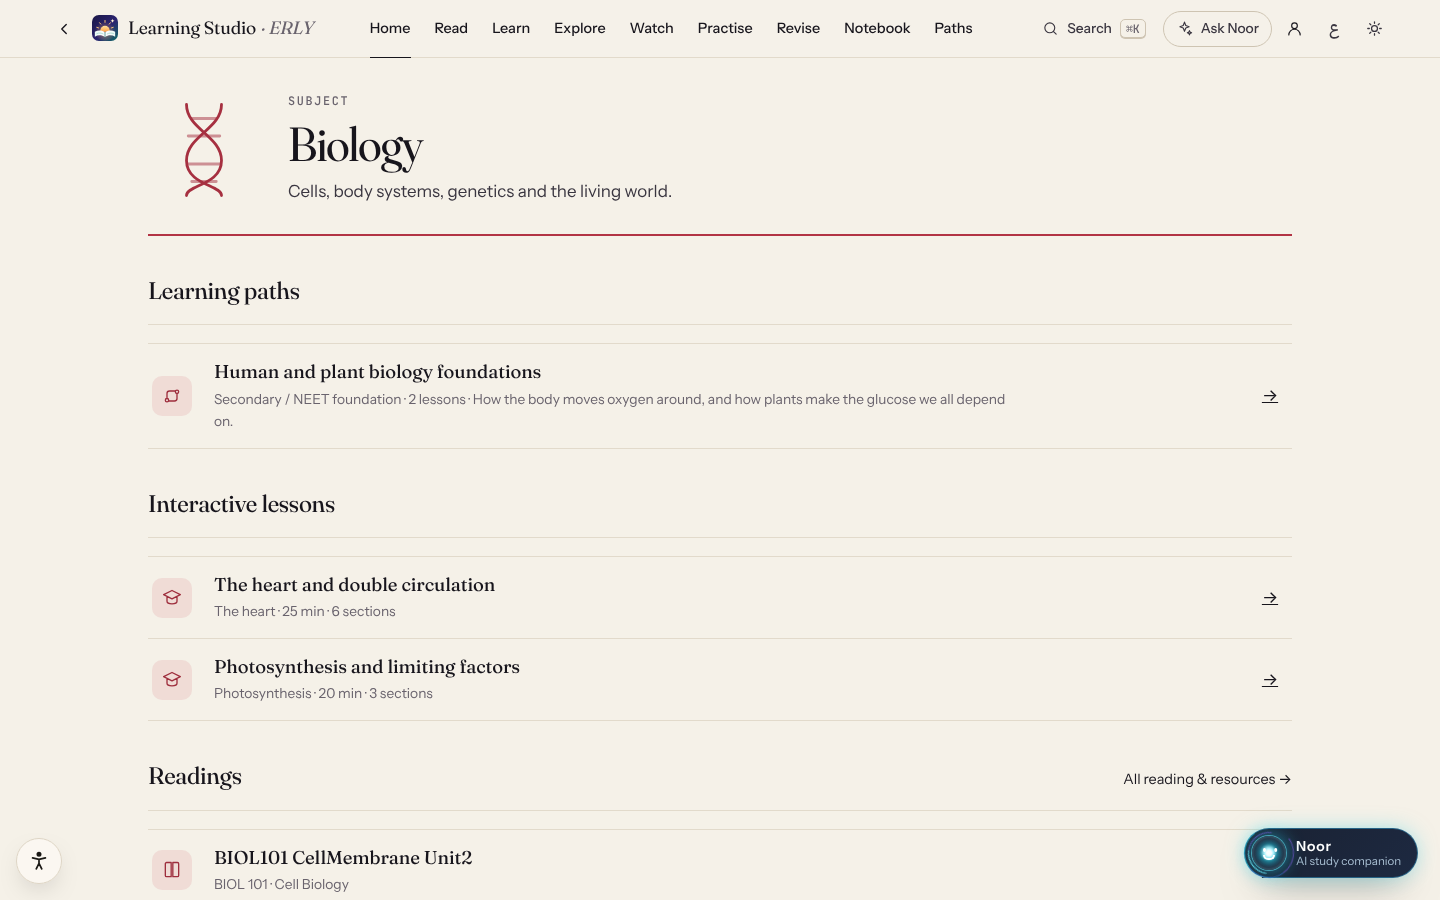 Learning Studio · ERLY
Home
Read
Learn
Explore
Watch
Practise
Revise
Notebook
Paths
Search ⌘K
Ask Noor
ع
SUBJECT
Biology
Cells, body systems, genetics and the living world.
Learning paths
Human and plant biology foundations
Secondary / NEET foundation · 2 lessons · How the body moves oxygen around, and how plants make the glucose we all depend
on.
→
Interactive lessons
The heart and double circulation
The heart · 25 min · 6 sections
→
Photosynthesis and limiting factors
Photosynthesis · 20 min · 3 sections
→
Readings
All reading & resources →
BIOL101 CellMembrane Unit2
BIOL 101 · Cell Biology
Noor
AI study companion